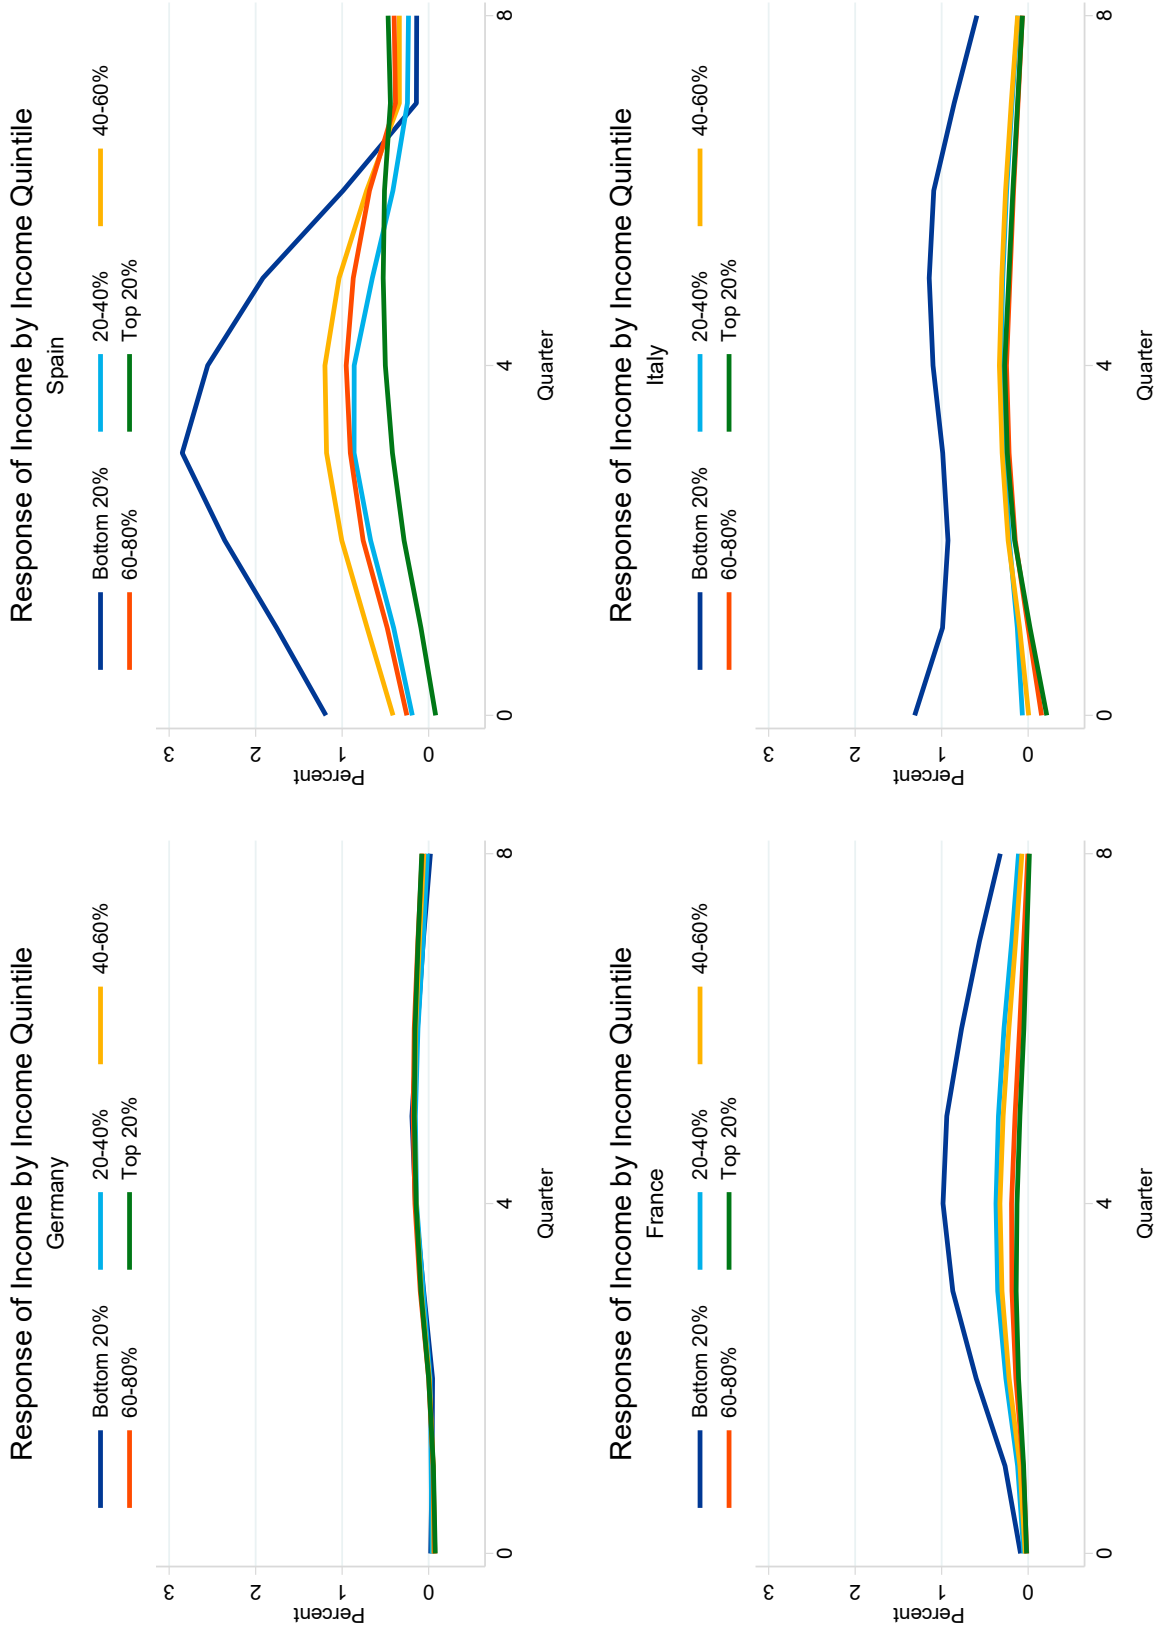 Response of Income by Income Quintile
Germany
Bottom 20%
20-40%
40-60%
60-80%
Top 20%
Percent
3
2
1
0
0
4
8
Quarter
Response of Income by Income Quintile
Spain
Bottom 20%
20-40%
40-60%
60-80%
Top 20%
Percent
3
2
1
0
0
4
8
Quarter
Response of Income by Income Quintile
France
Bottom 20%
20-40%
40-60%
60-80%
Top 20%
Percent
3
2
1
0
0
4
8
Quarter
Response of Income by Income Quintile
Italy
Bottom 20%
20-40%
40-60%
60-80%
Top 20%
Percent
3
2
1
0
0
4
8
Quarter